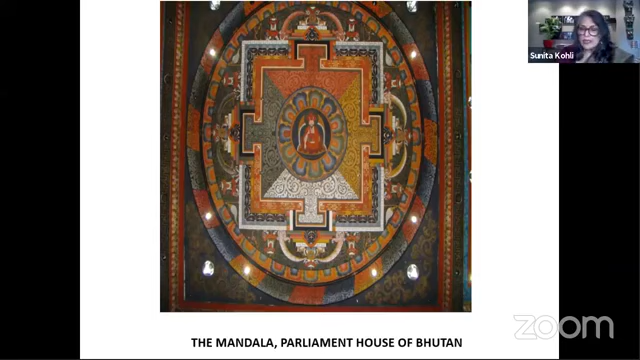 Sunita Kohli
zoom
THE MANDALA, PARLIAMENT HOUSE OF BHUTAN